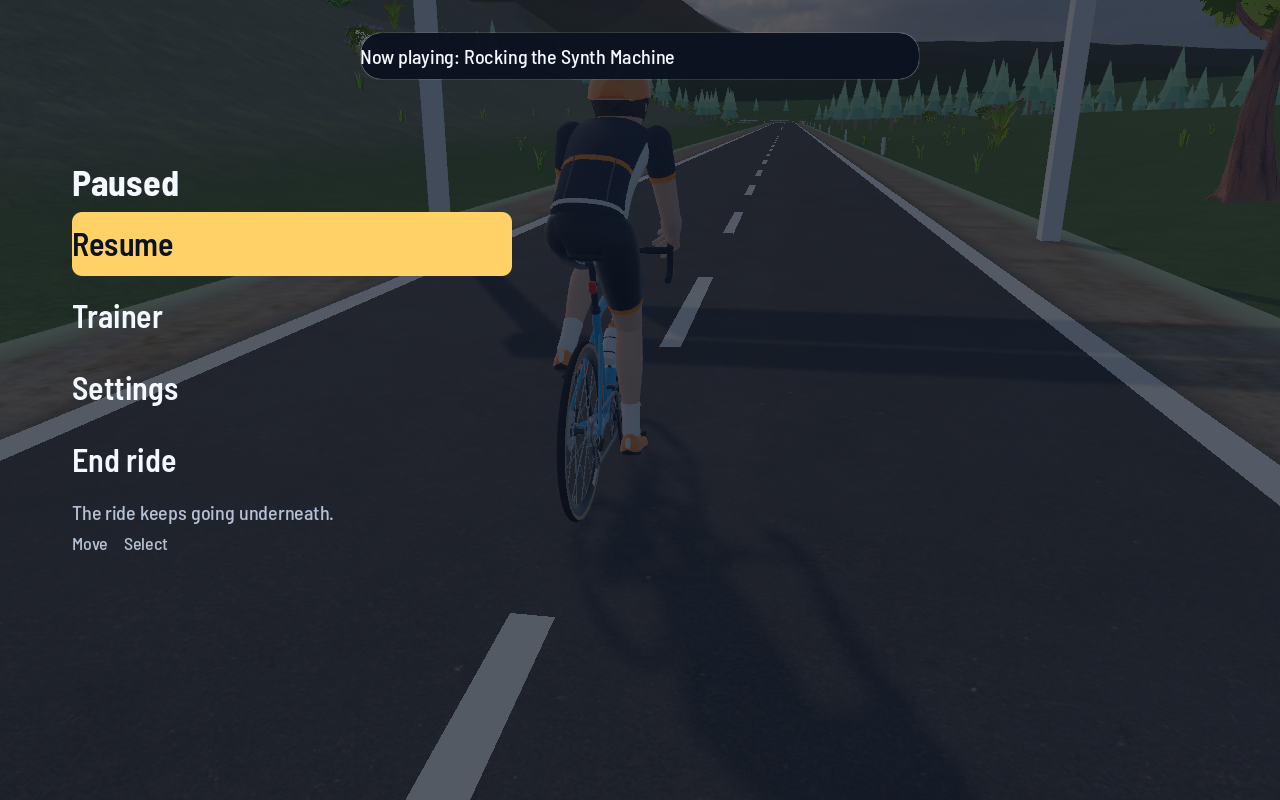 Now playing: Rocking the Synth Machine
Paused
Resume
Trainer
Settings
End ride
The ride keeps going underneath.
Move Select